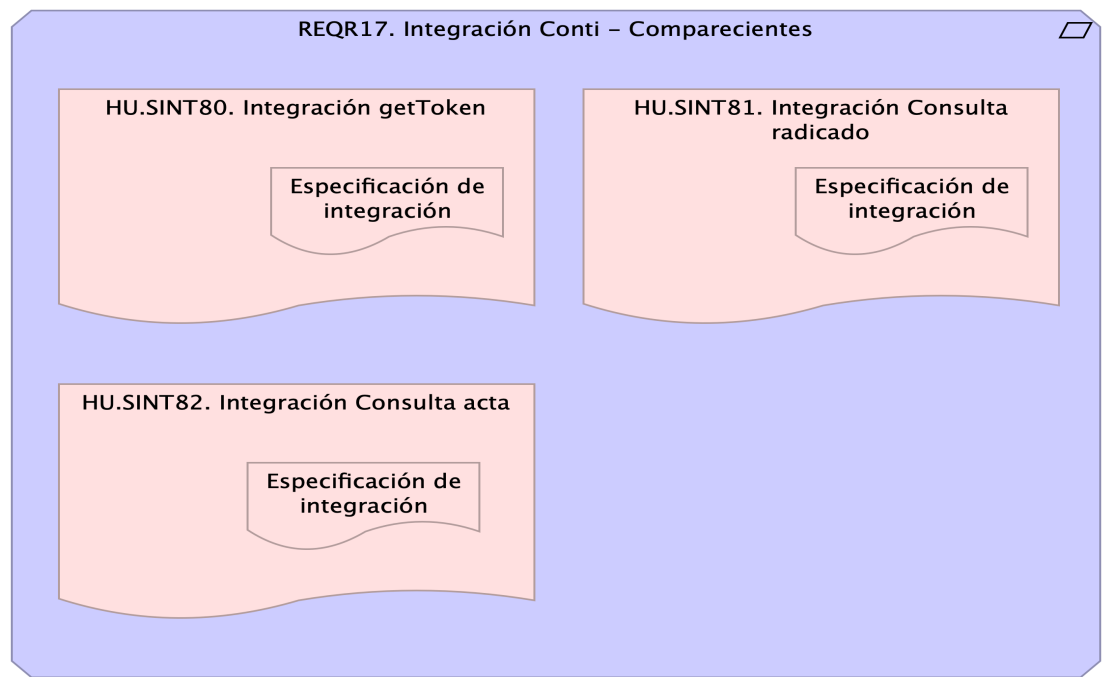 REQR17. Integración Conti – Comparecientes
HU.SINT80. Integración getToken
Especificación de
integración
HU.SINT81. Integración Consulta
radicado
Especificación de
integración
HU.SINT82. Integración Consulta acta
Especificación de
integración